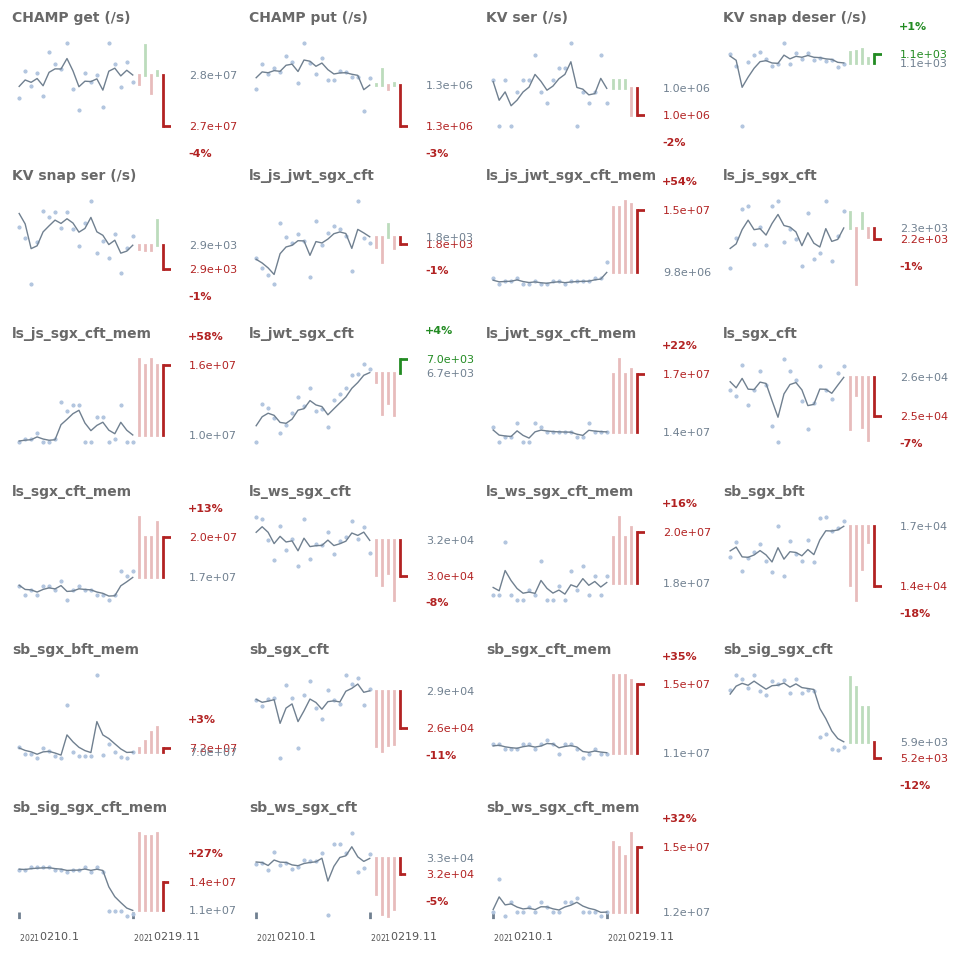 CHAMP get (/s)
2.8e+07
2.7e+07
-4%
CHAMP put (/s)
1.3e+06
1.3e+06
-3%
KV ser (/s)
1.0e+06
1.0e+06
-2%
KV snap deser (/s)
+1%
1.1e+03
1.1e+03
KV snap ser (/s)
2.9e+03
2.9e+03
-1%
ls_js_jwt_sgx_cft
1.8e+03
1.8e+03
-1%
ls_js_jwt_sgx_cft_mem
+54%
1.5e+07
9.8e+06
ls_js_sgx_cft
2.3e+03
2.2e+03
-1%
ls_js_sgx_cft_mem
+58%
1.6e+07
1.0e+07
ls_jwt_sgx_cft
+4%
7.0e+03
6.7e+03
ls_jwt_sgx_cft_mem
+22%
1.7e+07
1.4e+07
ls_sgx_cft
2.6e+04
2.5e+04
-7%
ls_sgx_cft_mem
+13%
2.0e+07
1.7e+07
ls_ws_sgx_cft
3.2e+04
3.0e+04
-8%
ls_ws_sgx_cft_mem
+16%
2.0e+07
1.8e+07
sb_sgx_bft
1.7e+04
1.4e+04
-18%
sb_sgx_bft_mem
+3%
7.2e+07
sb_sgx_cft
2.9e+04
2.6e+04
-11%
sb_sgx_cft_mem
+35%
1.5e+07
1.1e+07
sb_sig_sgx_cft
5.9e+03
5.2e+03
-12%
sb_sig_sgx_cft_mem
+27%
1.4e+07
1.1e+07
2021 0210.1
2021 0219.11
sb_ws_sgx_cft
3.3e+04
3.2e+04
-5%
2021 0210.1
2021 0219.11
sb_ws_sgx_cft_mem
+32%
1.5e+07
1.2e+07
2021 0210.1
2021 0219.11